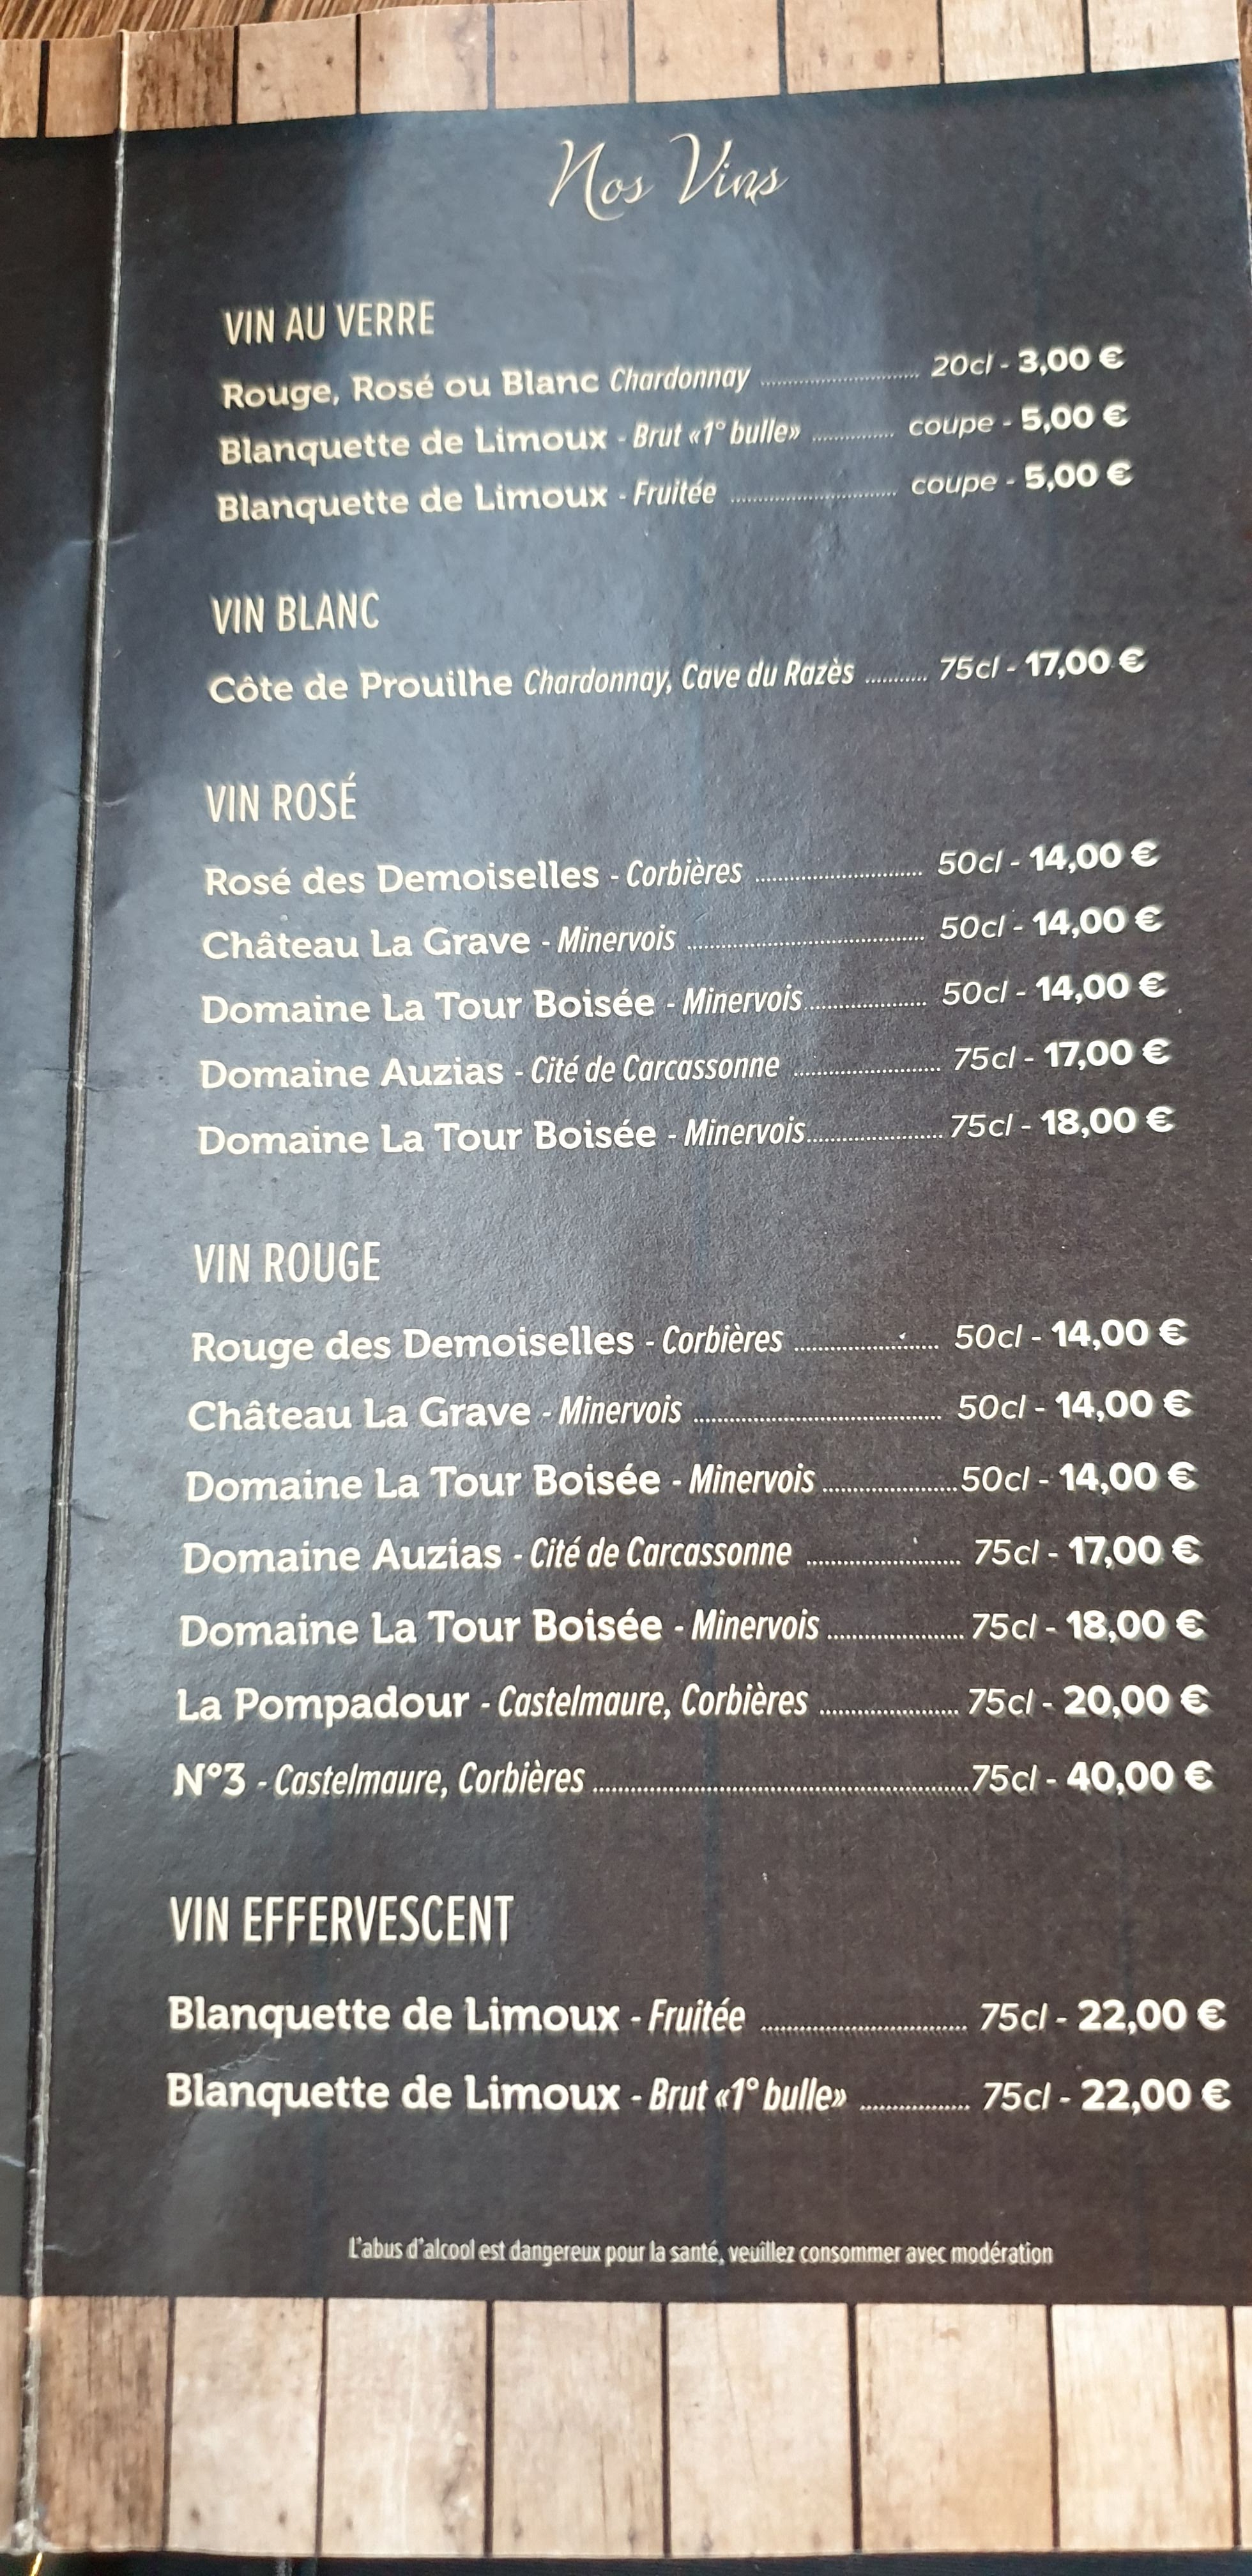 Nos Vins
VIN AU VERRE
Rouge, Rosé ou Blanc Chardonnay .......... 20cl - 3,00 €
Blanquette de Limoux - Brut «1° bulle» .......... coupe - 5,00 €
Blanquette de Limoux - Fruitée .......... coupe - 5,00 €
VIN BLANC
Côte de Prouilhe Chardonnay, Cave du Razès .......... 75cl - 17,00 €
VIN ROSÉ
Rosé des Demoiselles - Corbières .......... 50cl - 14,00 €
Château La Grave - Minervois .......... 50cl - 14,00 €
Domaine La Tour Boisée - Minervois .......... 50cl - 14,00 €
Domaine Auzias - Cité de Carcassonne .......... 75cl - 17,00 €
Domaine La Tour Boisée - Minervois .......... 75cl - 18,00 €
VIN ROUGE
Rouge des Demoiselles - Corbières .......... 50cl - 14,00 €
Château La Grave - Minervois .......... 50cl - 14,00 €
Domaine La Tour Boisée - Minervois .......... 50cl - 14,00 €
Domaine Auzias - Cité de Carcassonne .......... 75cl - 17,00 €
Domaine La Tour Boisée - Minervois .......... 75cl - 18,00 €
La Pompadour - Castelmaure, Corbières .......... 75cl - 20,00 €
N°3 - Castelmaure, Corbières .......... 75cl - 40,00 €
VIN EFFERVESCENT
Blanquette de Limoux - Fruitée .......... 75cl - 22,00 €
Blanquette de Limoux - Brut «1° bulle» .......... 75cl - 22,00 €
L'abus d'alcool est dangereux pour la santé, veuillez consommer avec modération